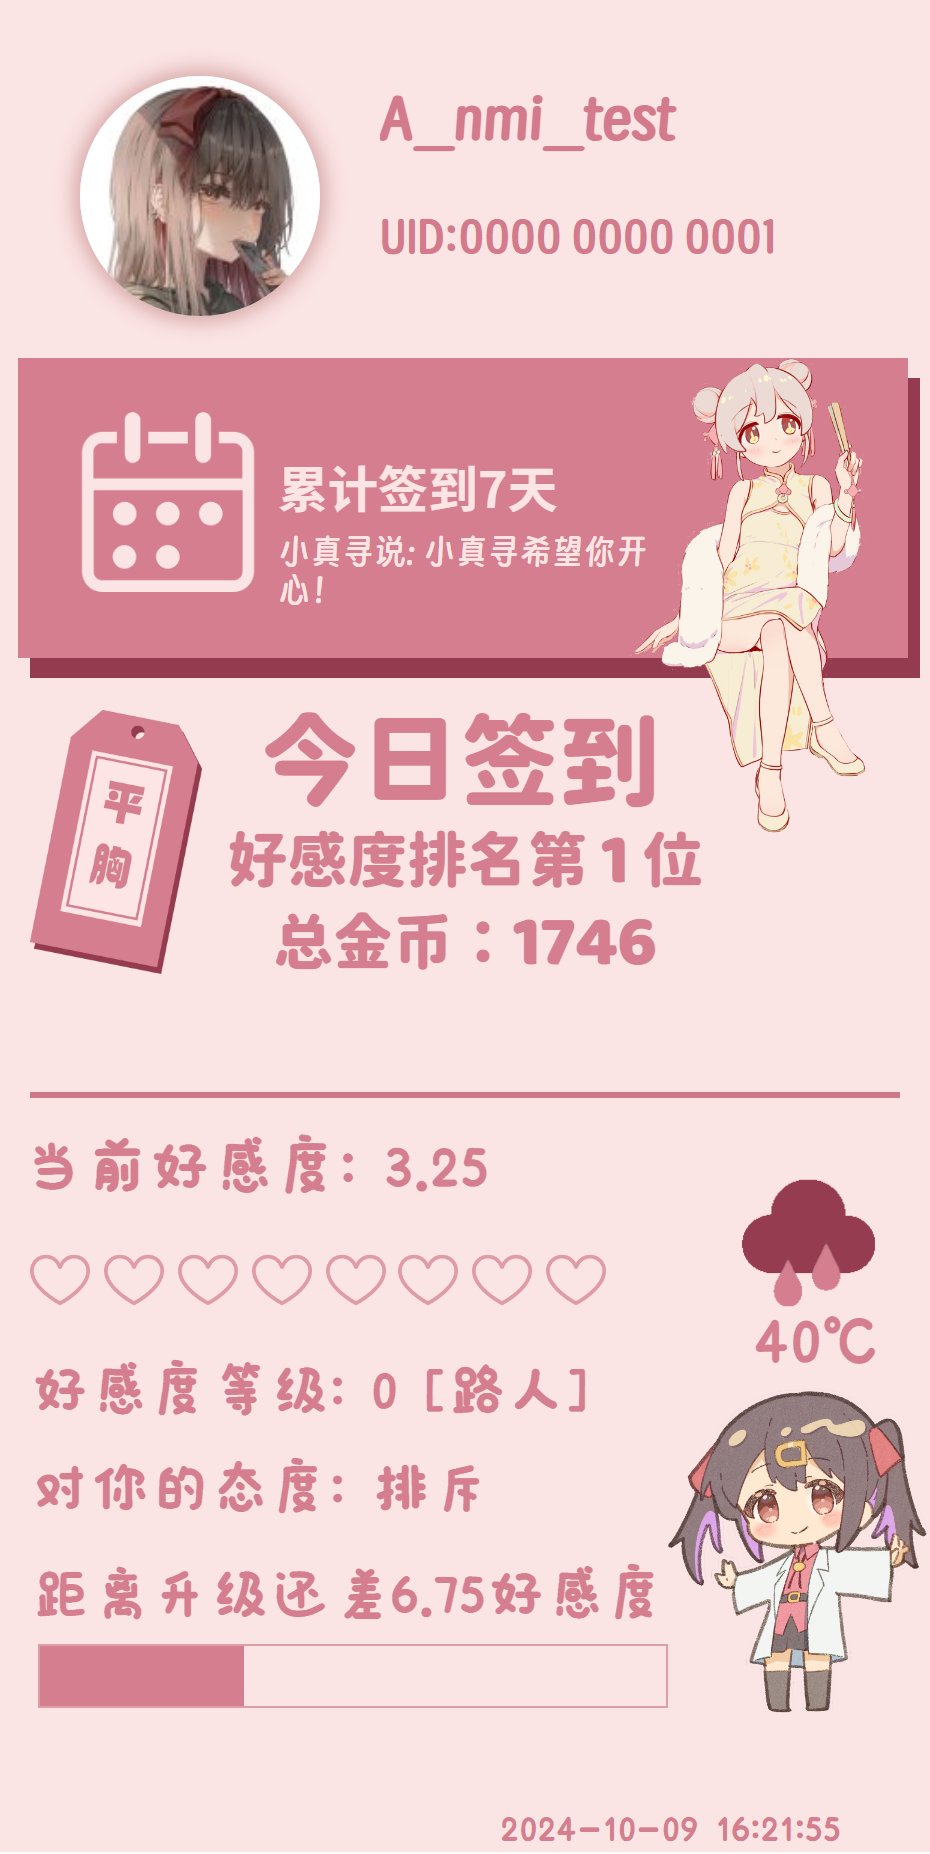 A__nmi__test
UID:0000 0000 0001
累计签到7天
小真寻说: 小真寻希望你开
心!
平
胸
今日签到
好感度排名第1位
总金币：1746
当前好感度: 3.25
40℃
好感度等级: 0 [路人]
对你的态度: 排斥
距离升级还差6.75好感度
2024-10-09 16:21:55